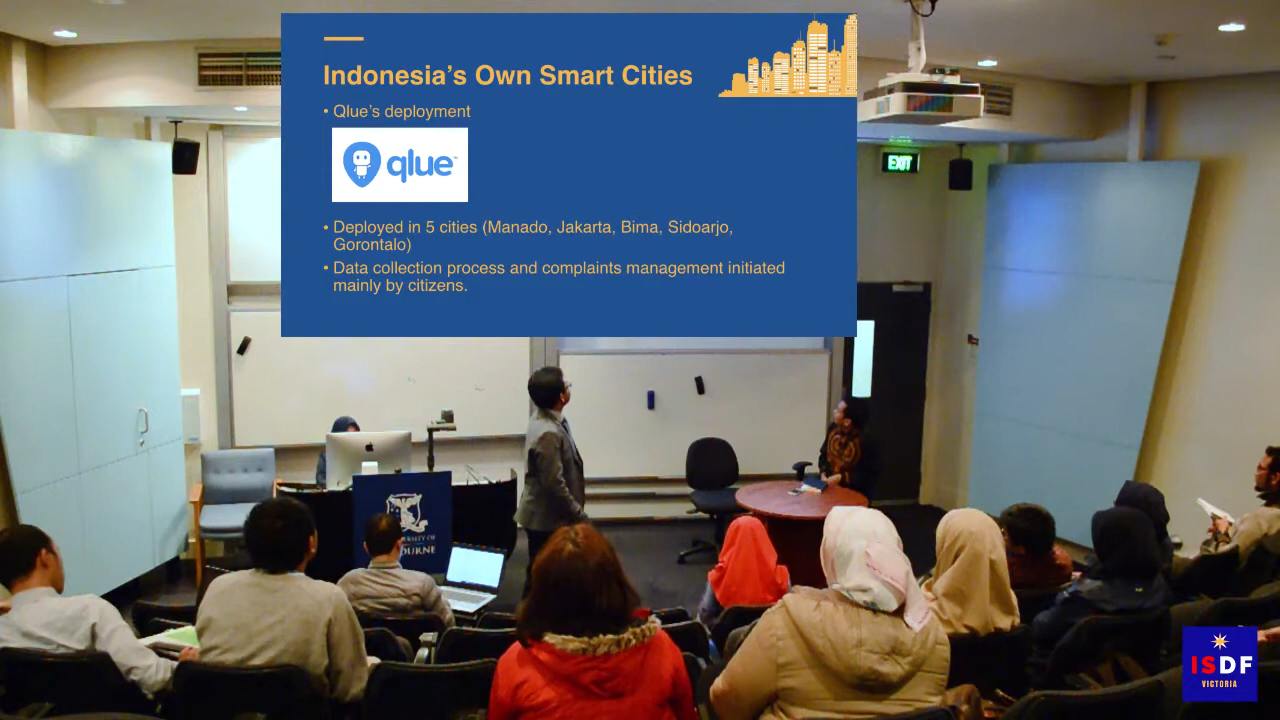 Indonesia’s Own Smart Cities
• Qlue’s deployment
qlue™
• Deployed in 5 cities (Manado, Jakarta, Bima, Sidoarjo,
Gorontalo)
• Data collection process and complaints management initiated
mainly by citizens.
EXIT
ISDF
VICTORIA